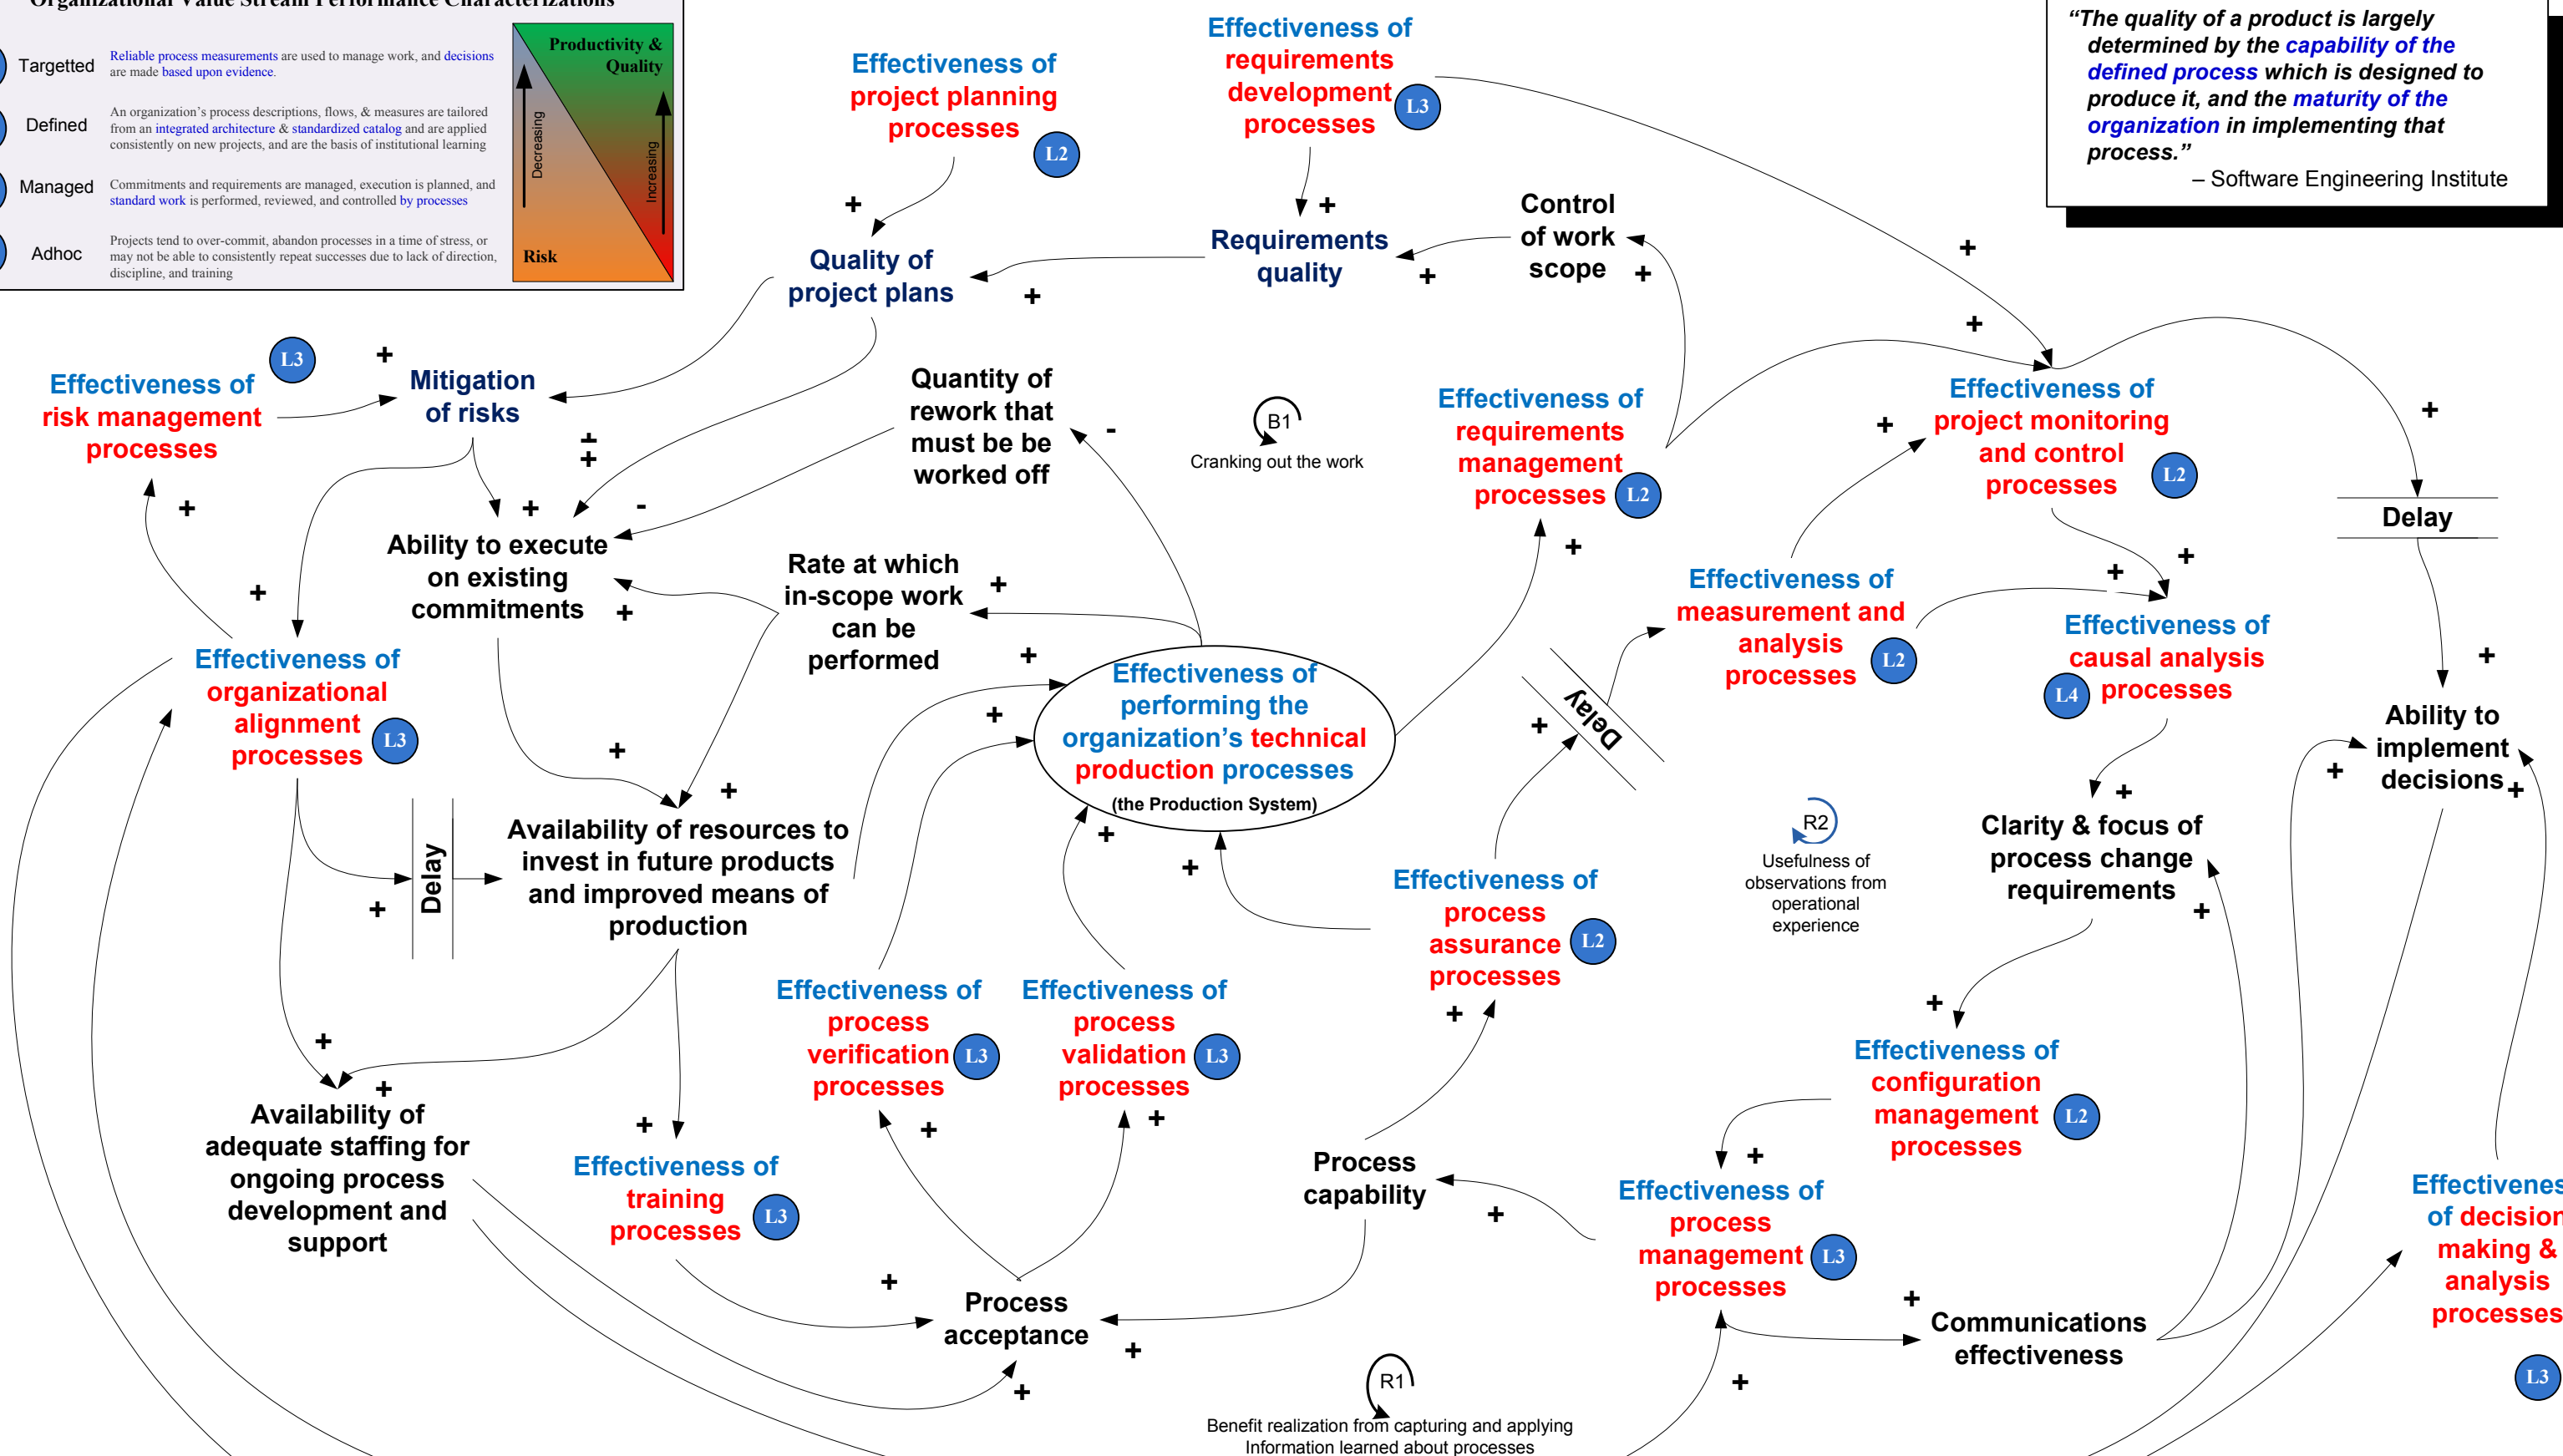 Organizational Value Stream Performance Characterizations
Targetted
Reliable process measurements are used to manage work, and decisions
are made based upon evidence.
Defined
An organization's process descriptions, flows, & measures are tailored
from an integrated architecture & standardized catalog and are applied
consistently on new projects, and are the basis of institutional learning
Managed
Commitments and requirements are managed, execution is planned, and
standard work is performed, reviewed, and controlled by processes
Adhoc
Projects tend to over-commit, abandon processes in a time of stress, or
may not be able to consistently repeat successes due to lack of direction,
discipline, and training
Productivity &
Quality
Decreasing
Increasing
Risk
Effectiveness of
project planning
processes
L2
+
Effectiveness of
requirements
development
processes
L3
+
“The quality of a product is largely
determined by the capability of the
defined process which is designed to
produce it, and the maturity of the
organization in implementing that
process.”
– Software Engineering Institute
Quality of
project plans
+
Requirements
quality
+
Control
of work
scope
+
+
+
L3
Effectiveness of
risk management
processes
+
+
Mitigation
of risks
+
+
+
-
Quantity of
rework that
must be be
worked off
-
B1
Cranking out the work
Effectiveness of
requirements
management
processes
L2
+
+
Effectiveness of
project monitoring
and control
processes
L2
+
Delay
Ability to execute
on existing
commitments
+
Rate at which
in-scope work
can be
performed
+
+
Effectiveness of
measurement and
analysis
processes
L2
+
+
Effectiveness of
causal analysis
processes
L4
+
Effectiveness of
organizational
alignment
processes
L3
+
+
+
+
+
Effectiveness of
performing the
organization’s technical
production processes
(the Production System)
+
+
+
Delay
Ability to
implement
decisions
+
+
Delay
+
Availability of resources to
invest in future products
and improved means of
production
Effectiveness of
process
assurance
processes
L2
R2
Usefulness of
observations from
operational
experience
+
Clarity & focus of
process change
requirements
+
+
+
Effectiveness of
process
verification
processes
L3
Effectiveness of
process
validation
processes
L3
+
+
Effectiveness of
configuration
management
processes
L2
Availability of
adequate staffing for
ongoing process
development and
support
+
Effectiveness of
training
processes
L3
+
+
Process
capability
+
+
Effectiveness of
process
management
processes
L3
of decision
making &
analysis
processes
L3
+
Process
acceptance
+
+
+
Communications
effectiveness
+
R1
Benefit realization from capturing and applying
Information learned about processes